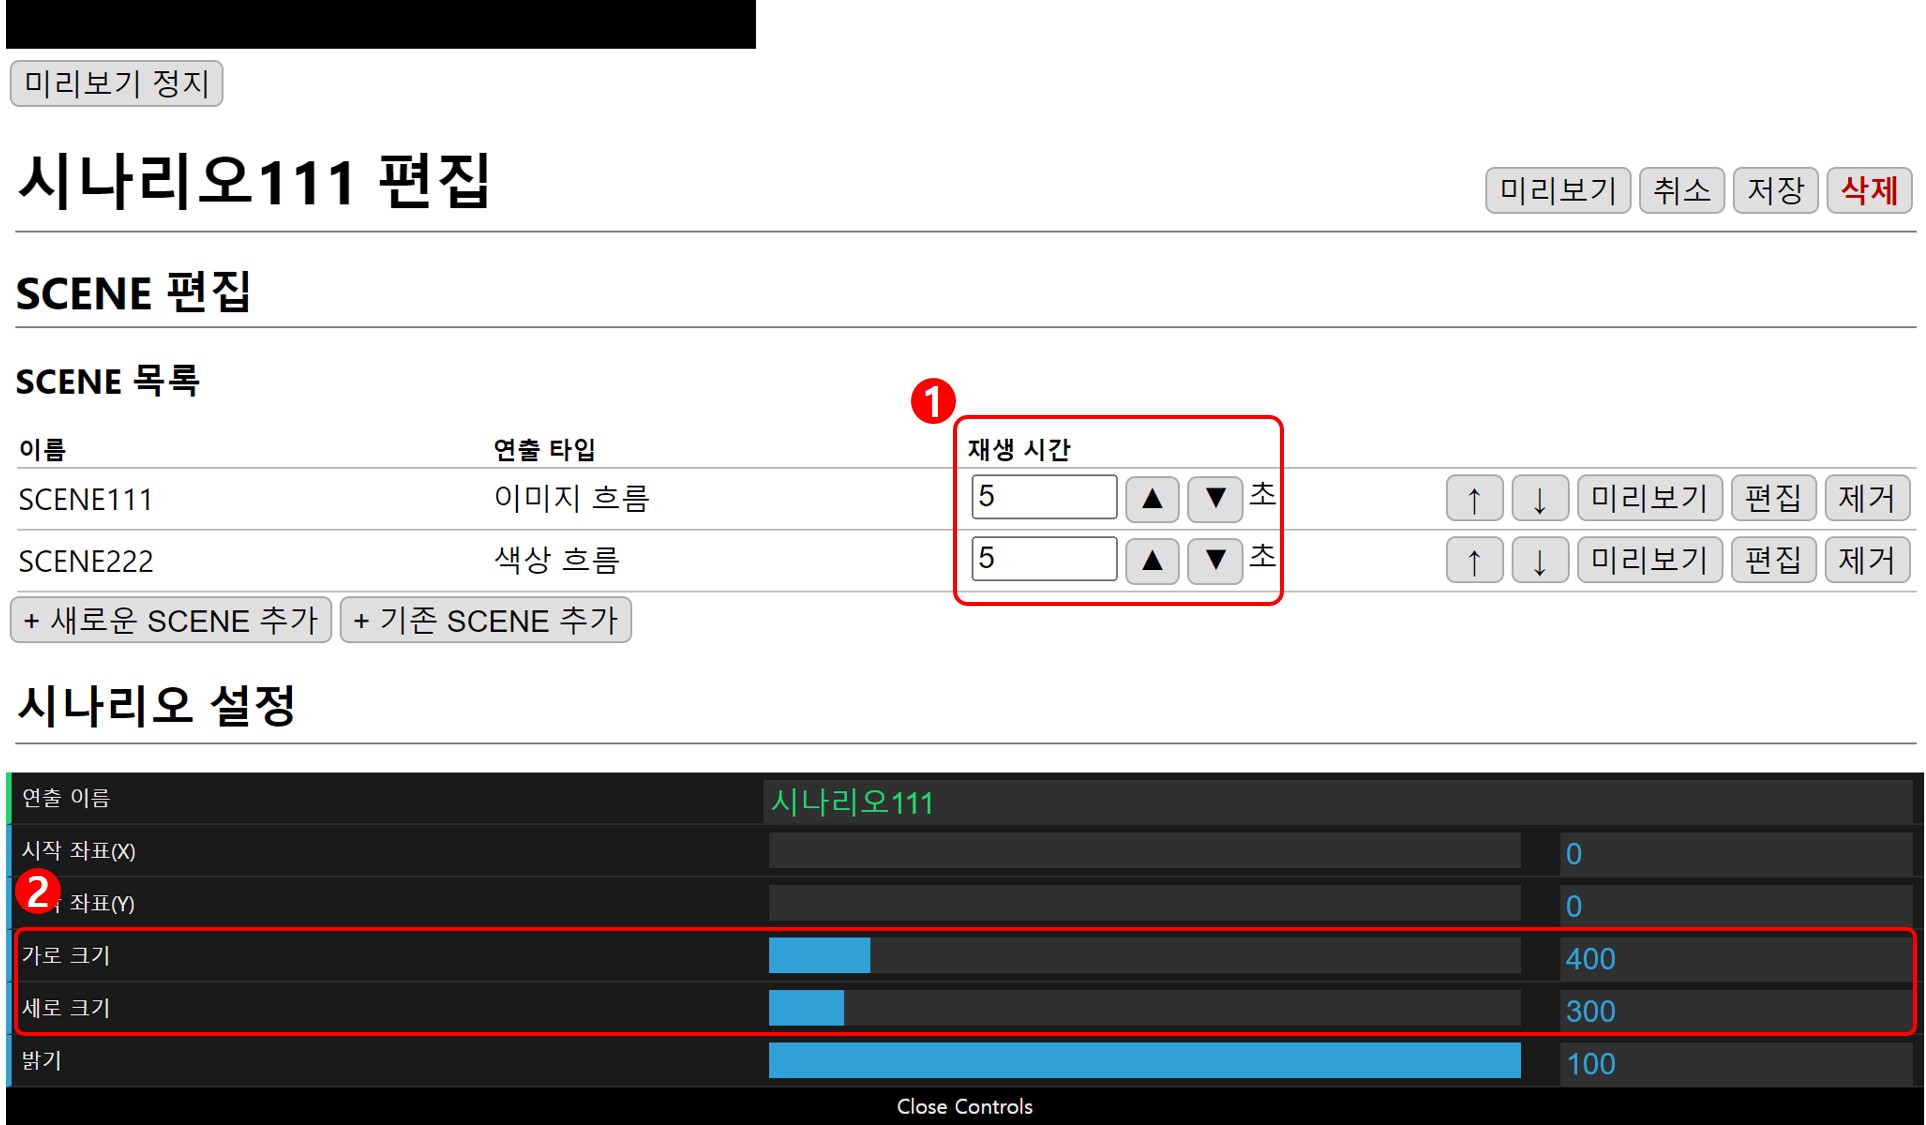 미리보기 정지
시나리오111 편집
미리보기 취소 저장 삭제
SCENE 편집
SCENE 목록
1
이름 연출 타입 재생 시간
SCENE111 이미지 흐름 5 ▲ ▼ 초 ↑ ↓ 미리보기 편집 제거
SCENE222 색상 흐름 5 ▲ ▼ 초 ↑ ↓ 미리보기 편집 제거
+ 새로운 SCENE 추가 + 기존 SCENE 추가
시나리오 설정
연출 이름 시나리오111
시작 좌표(X) 0
2
좌표(Y) 0
가로 크기 400
세로 크기 300
밝기 100
Close Controls